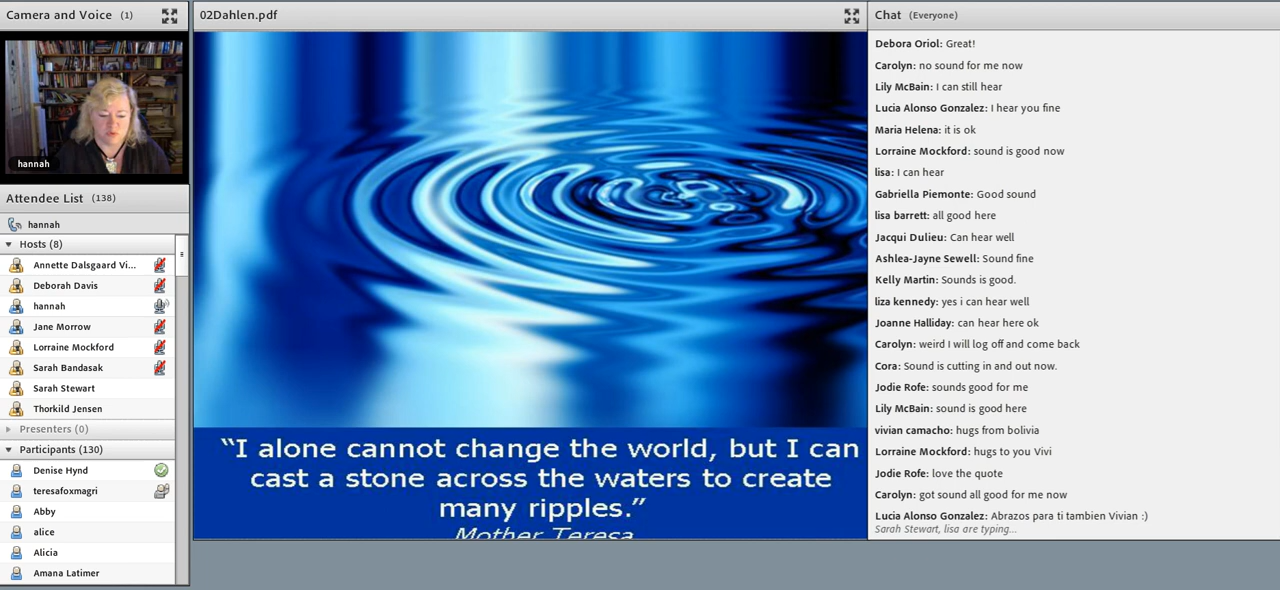 Camera and Voice (1)
hannah
Attendee List (138)
hannah
Hosts (8)
Annette Dalsgaard Vi...
Deborah Davis
hannah
Jane Morrow
Lorraine Mockford
Sarah Bandasak
Sarah Stewart
Thorkild Jensen
Presenters (0)
Participants (130)
Denise Hynd
teresafoxmagri
Abby
alice
Alicia
Amana Latimer
02Dahlen.pdf
“I alone cannot change the world, but I can
cast a stone across the waters to create
many ripples.”
Mother Teresa
Chat (Everyone)
Debora Oriol: Great!
Carolyn: no sound for me now
Lily McBain: I can still hear
Lucia Alonso Gonzalez: I hear you fine
Maria Helena: it is ok
Lorraine Mockford: sound is good now
lisa: I can hear
Gabriella Piemonte: Good sound
lisa barrett: all good here
Jacqui Dulieu: Can hear well
Ashlea-Jayne Sewell: Sound fine
Kelly Martin: Sounds is good.
liza kennedy: yes i can hear well
Joanne Halliday: can hear here ok
Carolyn: weird I will log off and come back
Cora: Sound is cutting in and out now.
Jodie Rofe: sounds good for me
Lily McBain: sound is good here
vivian camacho: hugs from bolivia
Lorraine Mockford: hugs to you Vivi
Jodie Rofe: love the quote
Carolyn: got sound all good for me now
Lucia Alonso Gonzalez: Abrazos para ti tambien Vivian :)
Sarah Stewart, lisa are typing...